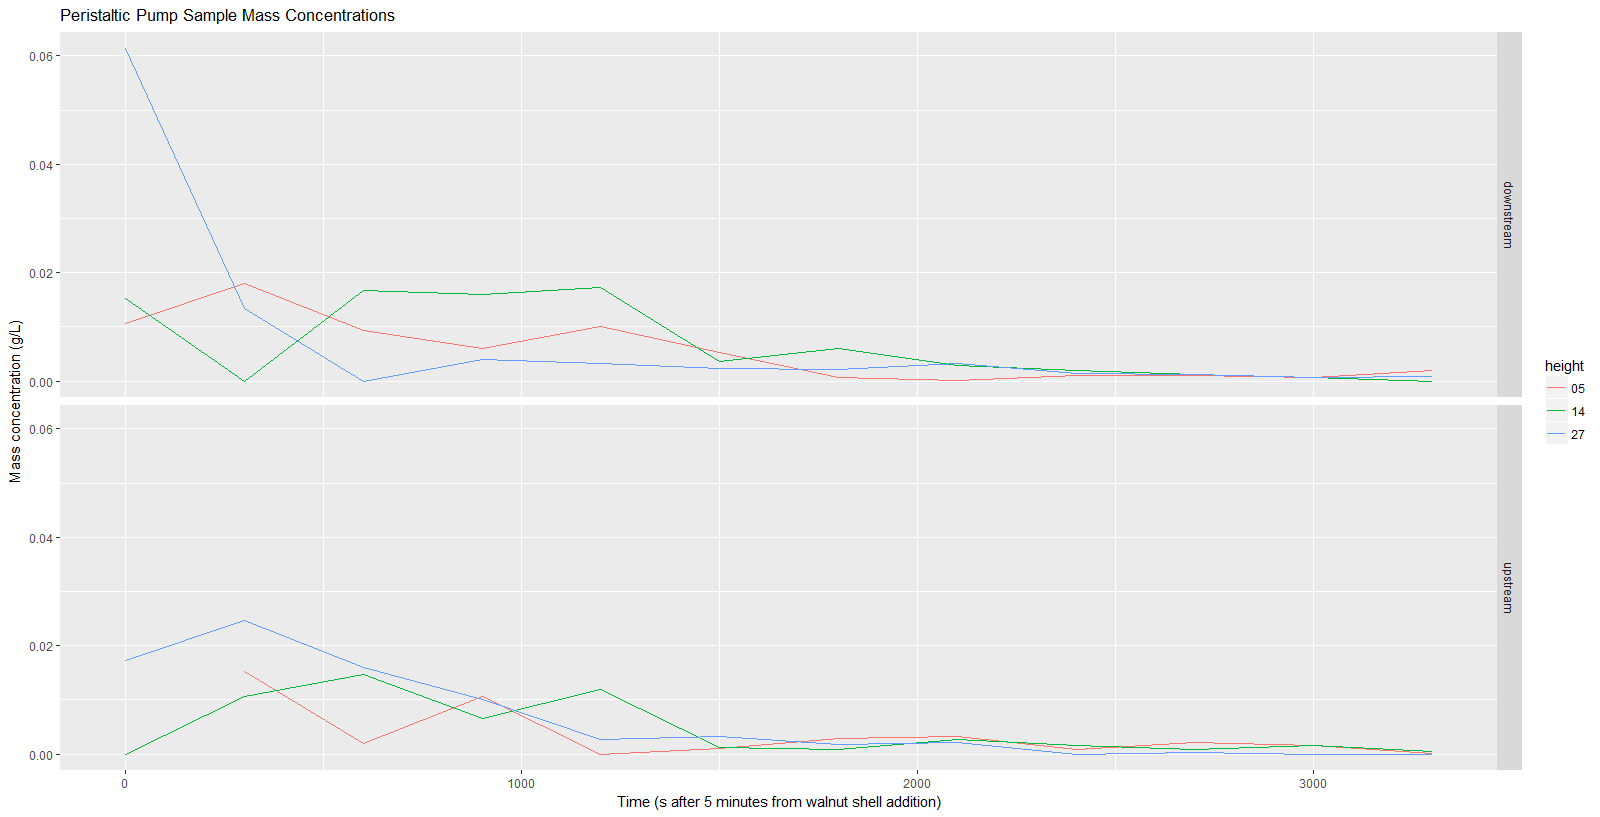 Peristaltic Pump Sample Mass Concentrations
Mass concentration (g/L)
0.06
0.04
0.02
0.00
downstream
0.06
0.04
0.02
0.00
upstream
0 1000 2000 3000
Time (s after 5 minutes from walnut shell addition)
height
05
14
27